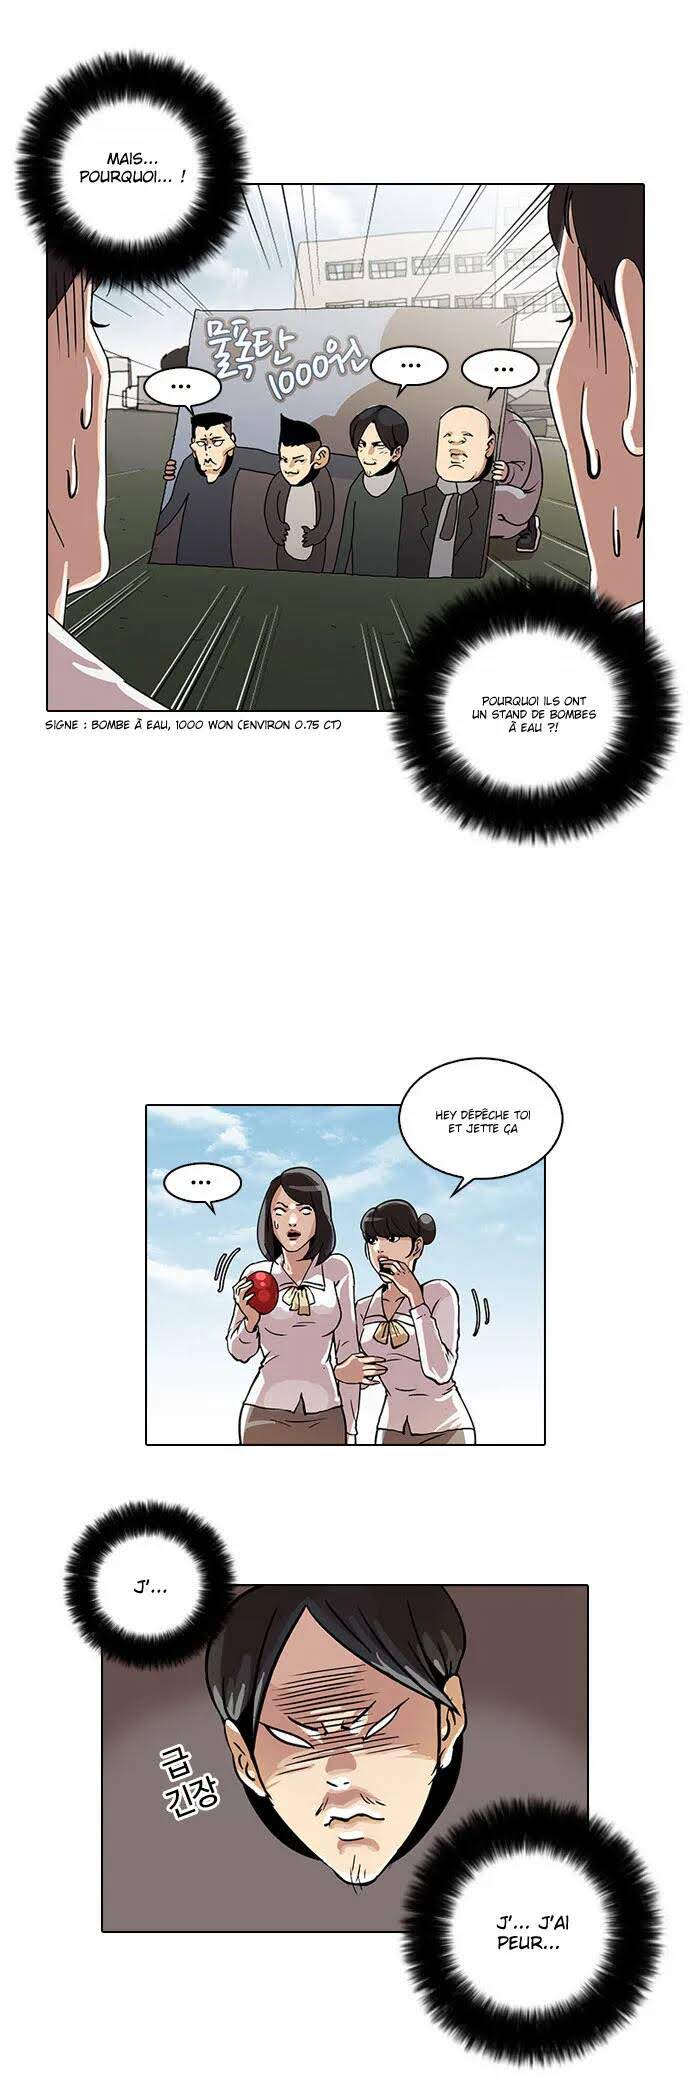 MAIS...
POURQUOI... !
물폭탄
1000원
...
...
...
POURQUOI ILS ONT
UN STAND DE BOMBES
À EAU ?!
SIGNE : BOMBE À EAU, 1000 WON (ENVIRON 0.75 CT)
HEY DÉPÊCHE TOI
ET JETTE ÇA
...
J'...
급
긴장
J'... J'AI
PEUR...